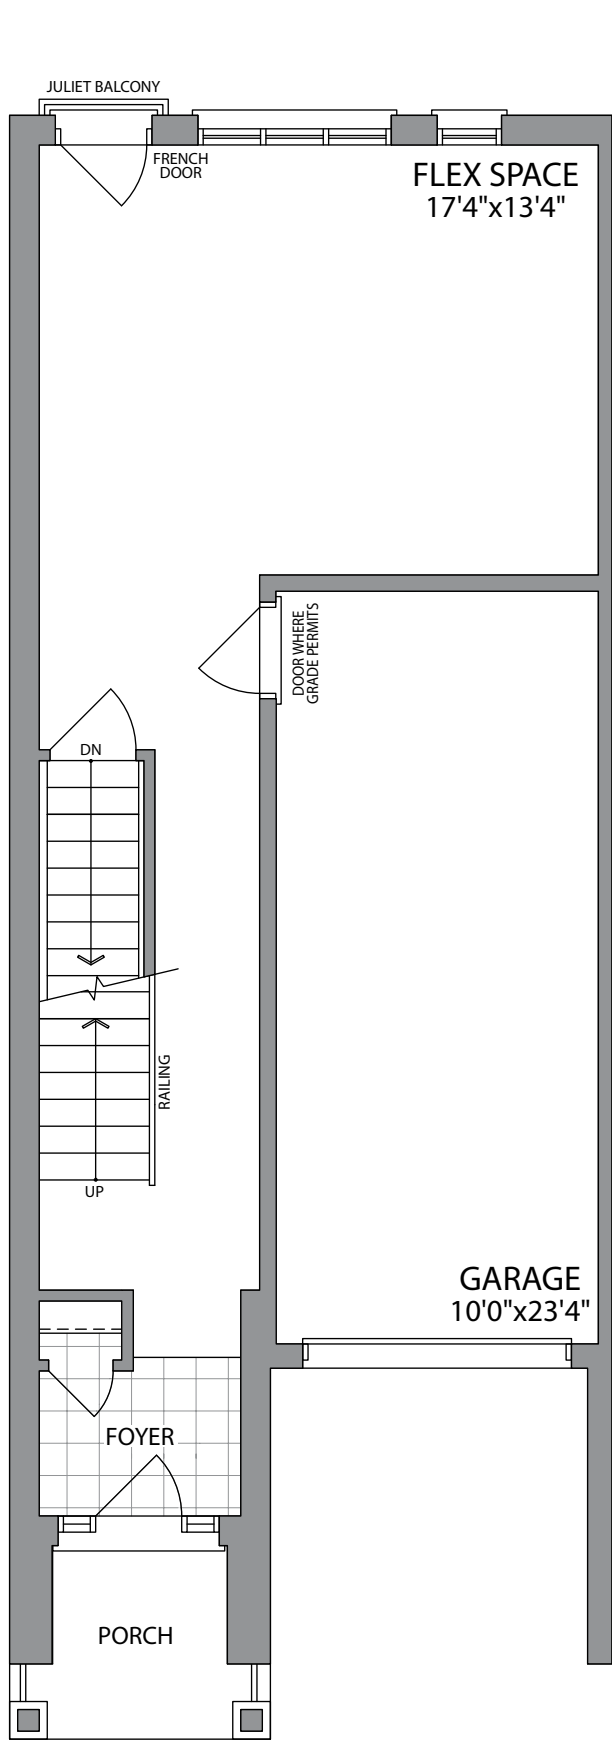 JULIET BALCONY
FRENCH
DOOR
FLEX SPACE
17'4"x13'4"
DOOR WHERE
GRADE PERMITS
DN
RAILING
UP
GARAGE
10'0"x23'4"
FOYER
PORCH